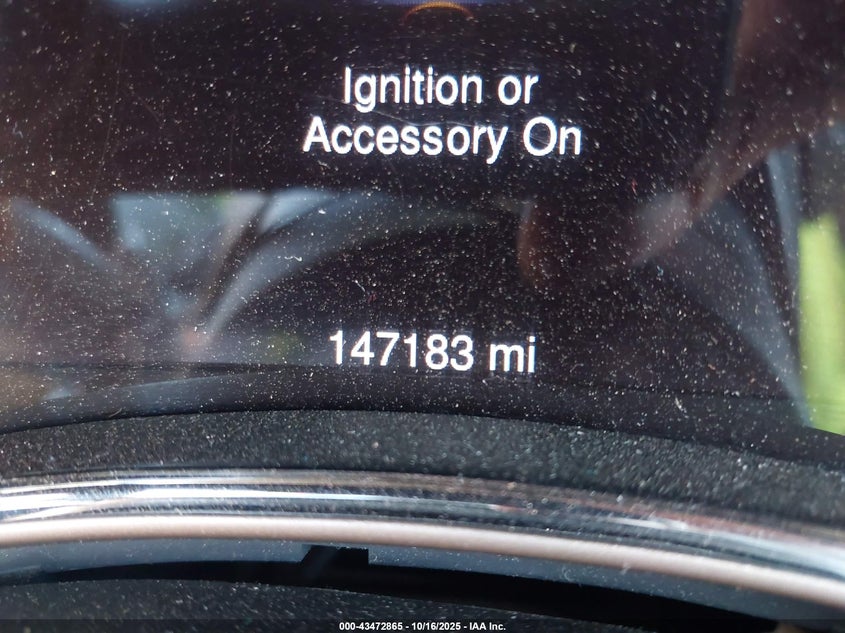 Ignition or
Accessory On
147183 mi
000-43472865 - 10/16/2025 - IAA Inc.